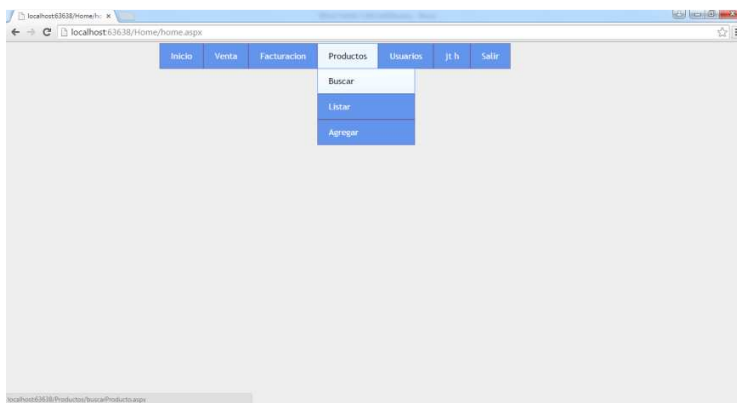 localhost:63638/Home/h
localhost:63638/Home/home.aspx
Inicio Venta Facturacion Productos Usuarios Jt h Salir
Buscar
Listar
Agregar
localhost:63638/Productos/buscarProducto.aspx